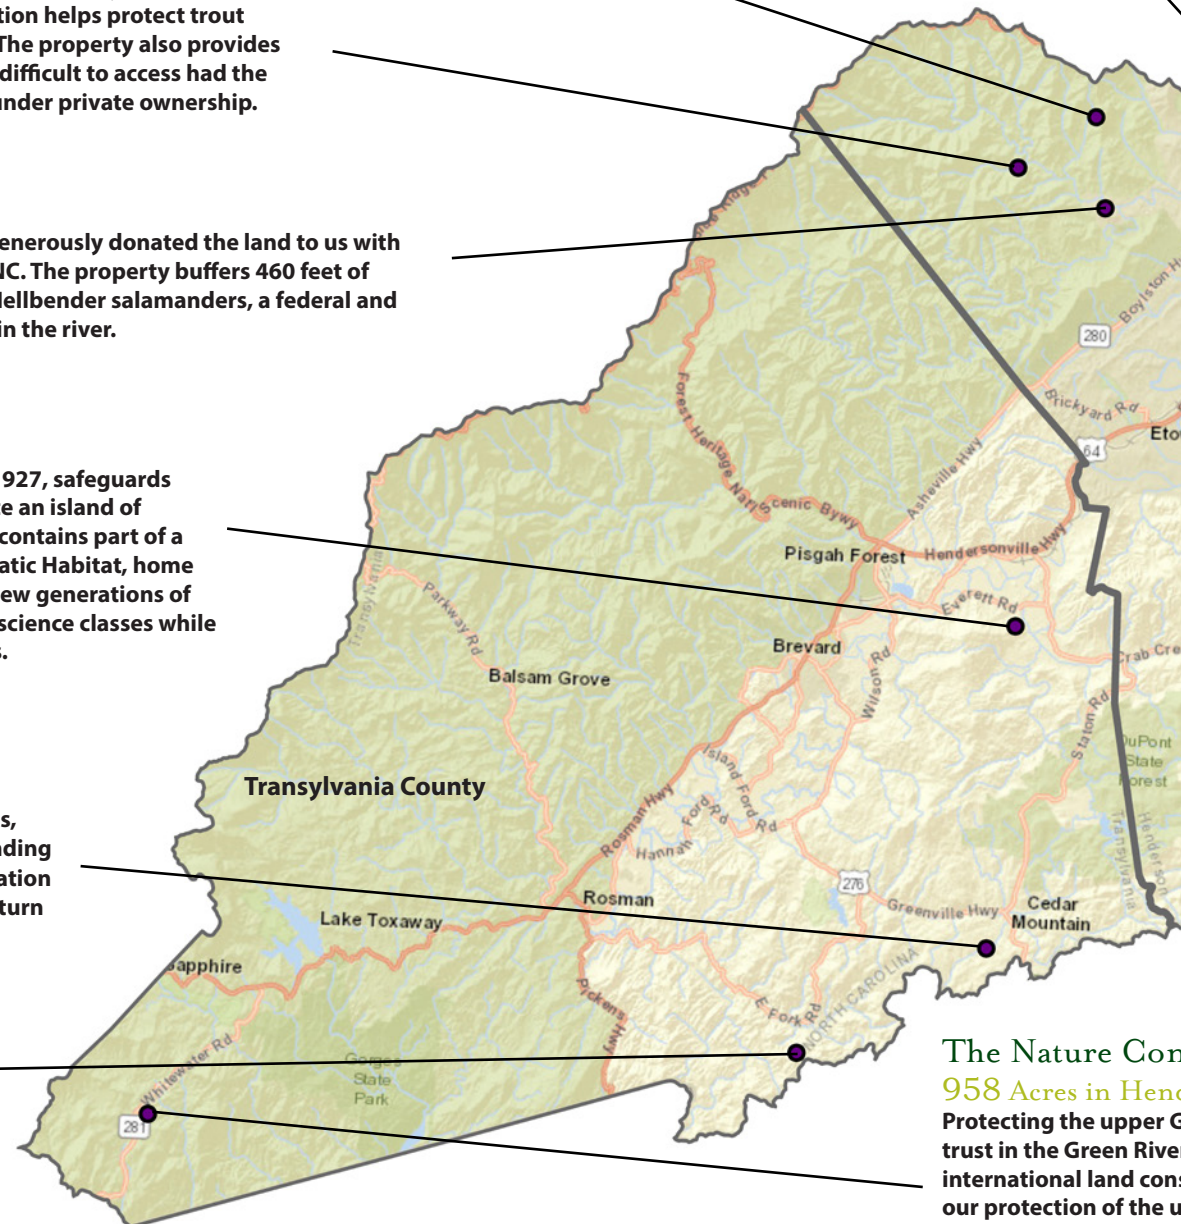 tion helps protect trout
The property also provides
difficult to access had the
under private ownership.
enerously donated the land to us with
NC. The property buffers 460 feet of
Hellbender salamanders, a federal and
in the river.
927, safeguards
e an island of
contains part of a
atic Habitat, home
ew generations of
science classes while
s.
s,
nding
ation
turn
Blue Ridge
Forest Heritage Nat'l Scenic Bywy
Boylston H
280
Brickyard Rd
Eto
64
Asheville Hwy
Pisgah Forest
Hendersonville Hwy
Everett Rd
Transylvania
Parkway Rd
Brevard
Wilson Rd
Crab Cre
Balsam Grove
Staton Rd
DuPont
State
Forest
Transylvania County
Island Ford Rd
Rosman Hwy
Hannah Ford Rd
Transylvania
Henderson
276
Rosman
Greenville Hwy
Cedar
Mountain
Lake Toxaway
Sapphire
Pickens Hwy
E Fork Rd
NORTH CAROLINA
Whitewater Rd
Gorges
State
Park
281
The Nature Con
958 Acres in Hend
Protecting the upper G
trust in the Green River
international land cons
our protection of the u